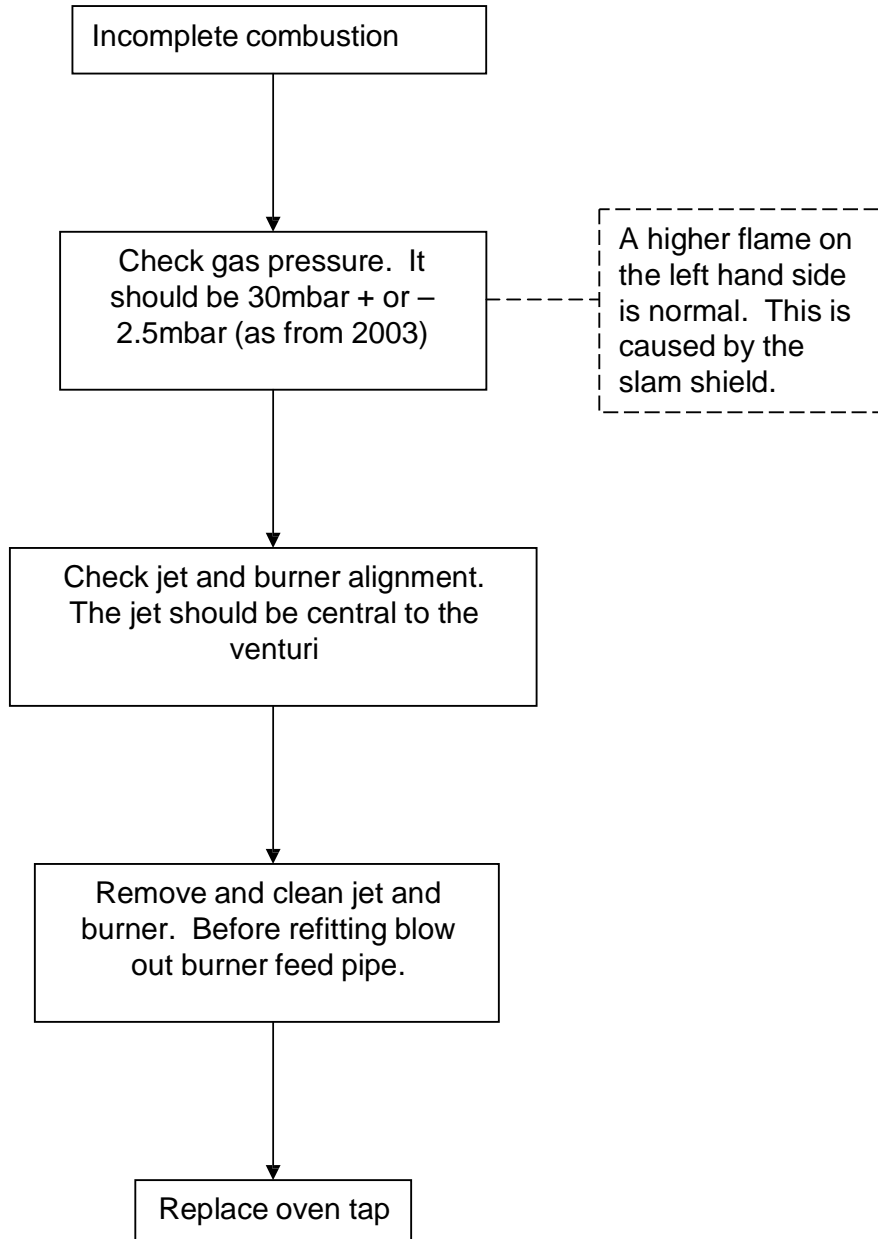 Incomplete combustion
Check gas pressure.  It
should be 30mbar + or –
2.5mbar (as from 2003)
A higher flame on
the left hand side
is normal.  This is
caused by the
slam shield.
Check jet and burner alignment.
The jet should be central to the
venturi
Remove and clean jet and
burner.  Before refitting blow
out burner feed pipe.
Replace oven tap